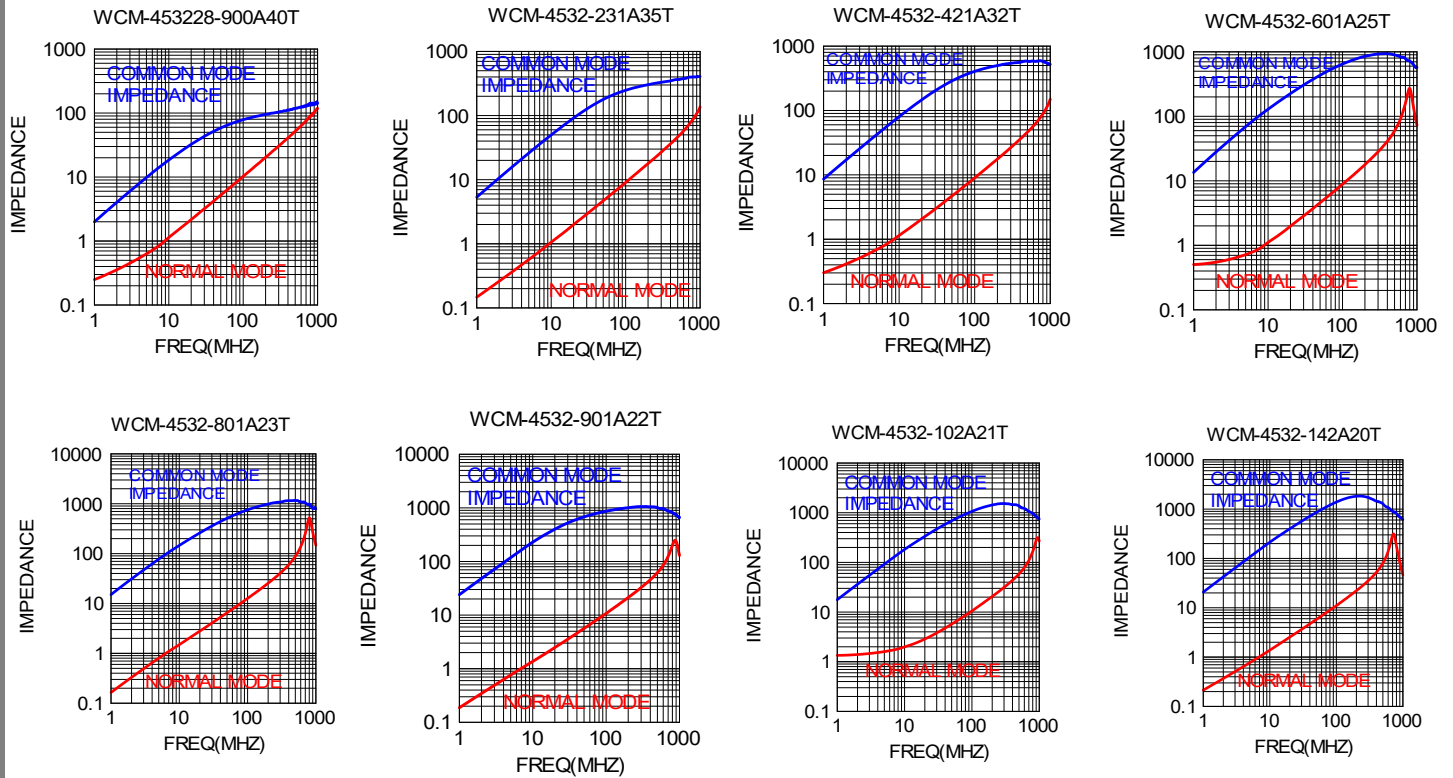 WCM-453228-900A40T
1000
COMMON MODE
IMPEDANCE
100
10
1
NORMAL MODE
0.1
1 10 100 1000
IMPEDANCE
FREQ(MHZ)
WCM-4532-231A35T
1000
COMMON MODE
IMPEDANCE
100
10
1
NORMAL MODE
0.1
1 10 100 1000
IMPEDANCE
FREQ(MHZ)
WCM-4532-421A32T
1000
COMMON MODE
IMPEDANCE
100
10
1
NORMAL MODE
0.1
1 10 100 1000
IMPEDANCE
FREQ(MHZ)
WCM-4532-601A25T
1000
COMMON MODE
IMPEDANCE
100
10
1
NORMAL MODE
0.1
1 10 100 1000
IMPEDANCE
FREQ(MHZ)
WCM-4532-801A23T
10000
COMMON MODE
IMPEDANCE
1000
100
10
1
NORMAL MODE
0.1
1 10 100 1000
IMPEDANCE
FREQ(MHZ)
WCM-4532-901A22T
10000
COMMON MODE
IMPEDANCE
1000
100
10
1
NORMAL MODE
0.1
1 10 100 1000
IMPEDANCE
FREQ(MHZ)
WCM-4532-102A21T
10000
COMMON MODE
IMPEDANCE
1000
100
10
1
NORMAL MODE
0.1
1 10 100 1000
IMPEDANCE
FREQ(MHZ)
WCM-4532-142A20T
10000
COMMON MODE
IMPEDANCE
1000
100
10
1
NORMAL MODE
0.1
1 10 100 1000
IMPEDANCE
FREQ(MHZ)